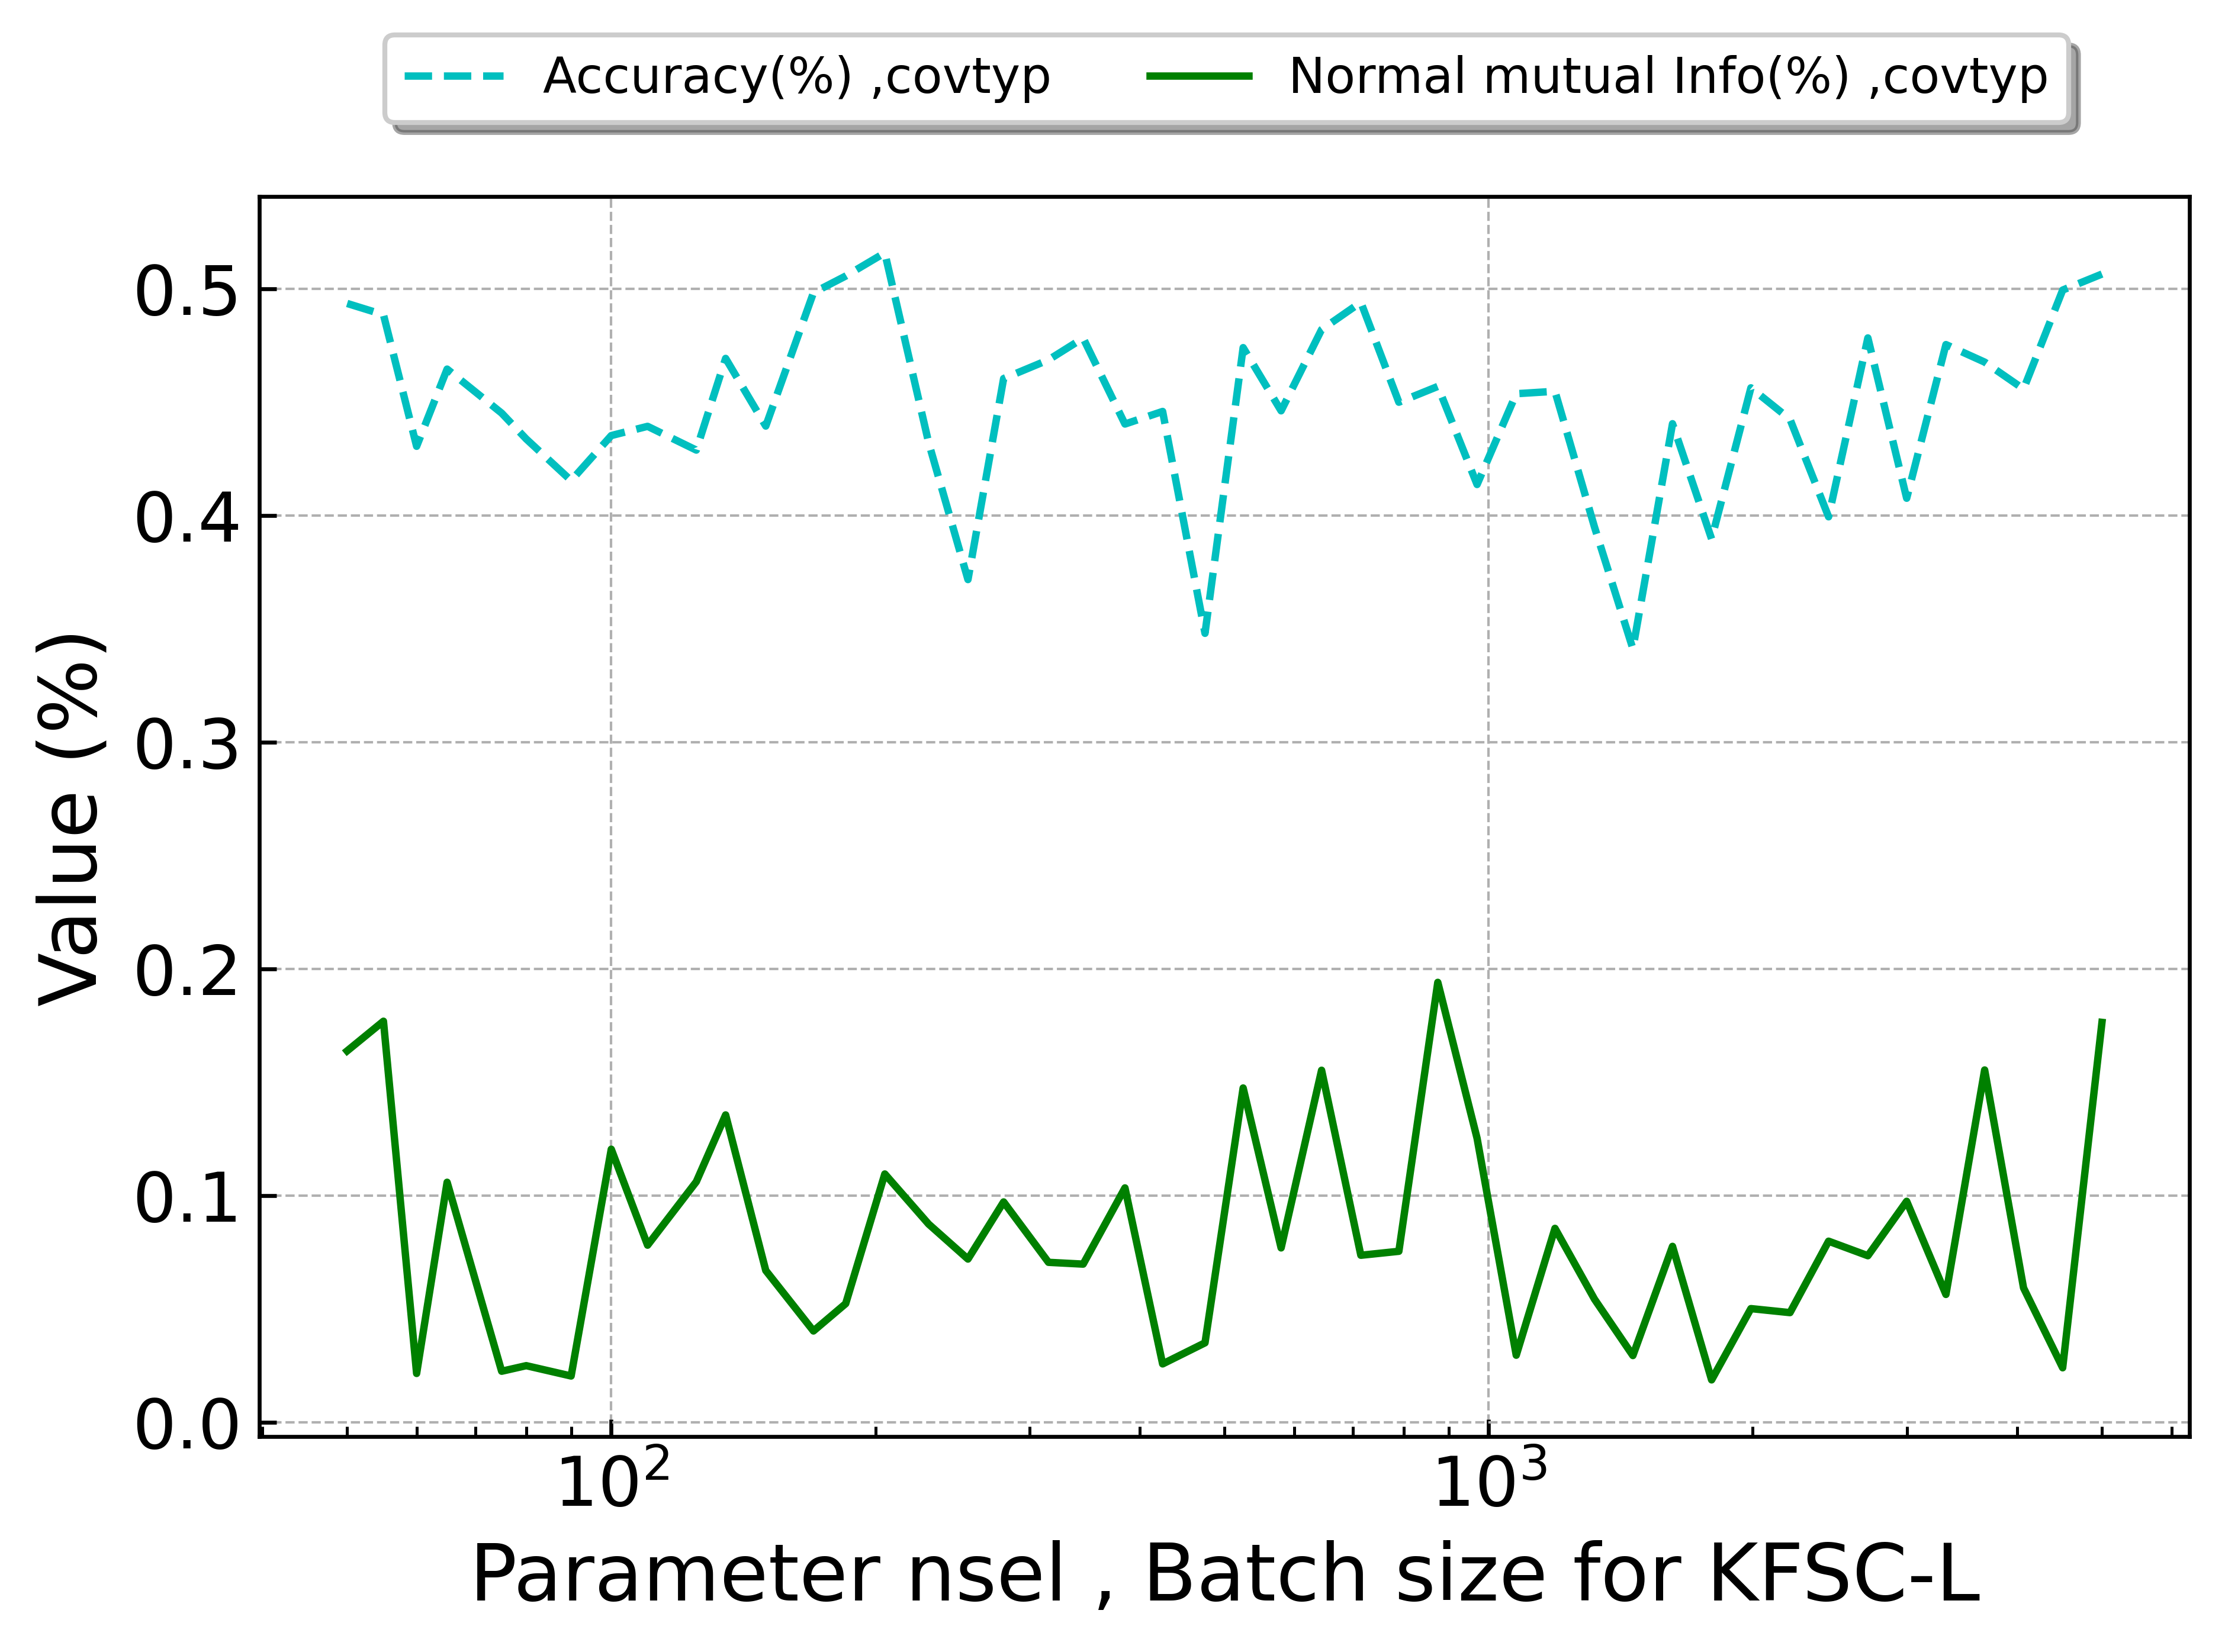 Accuracy(%) ,covtyp Normal mutual Info(%) ,covtyp
0.5
0.4
0.3
0.2
0.1
0.0
Value (%)
10² 10³
Parameter nsel , Batch size for KFSC-L